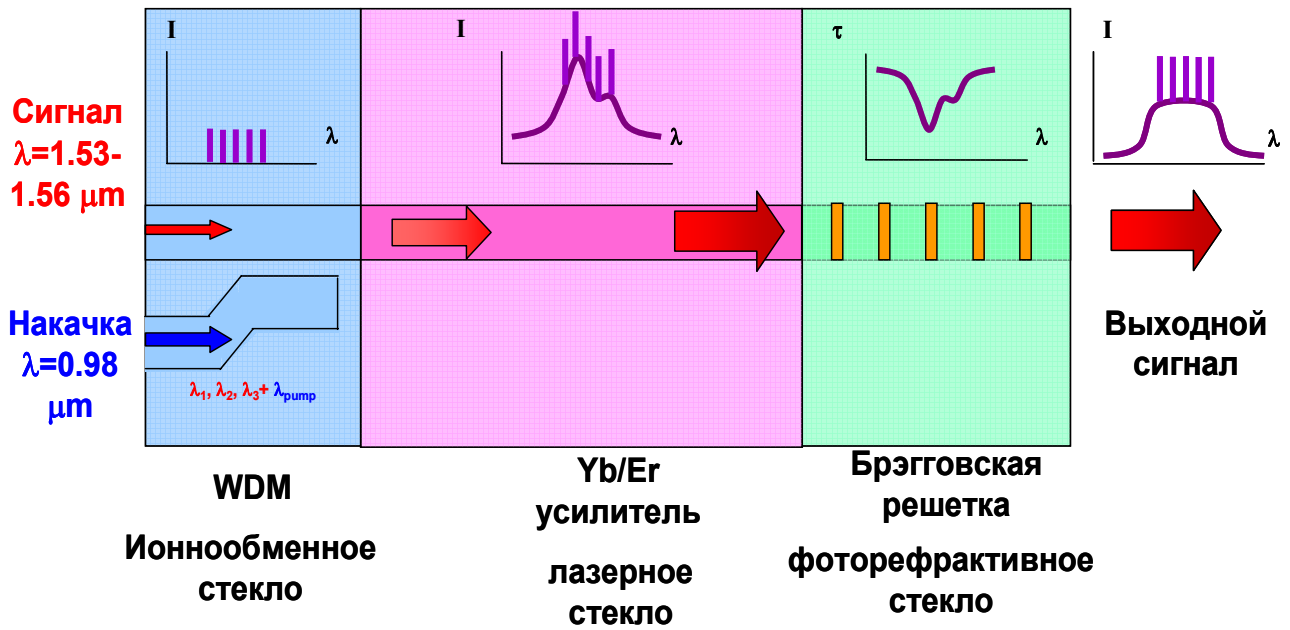 I
λ
I
λ
τ
λ
I
λ
Сигнал
λ=1.53-
1.56 μm
Накачка
λ=0.98
μm
λ1, λ2, λ3+ λpump
Выходной
сигнал
WDM
Ионнообменное
стекло
Yb/Er
усилитель
лазерное
стекло
Брэгговская
решетка
фоторефрактивное
стекло